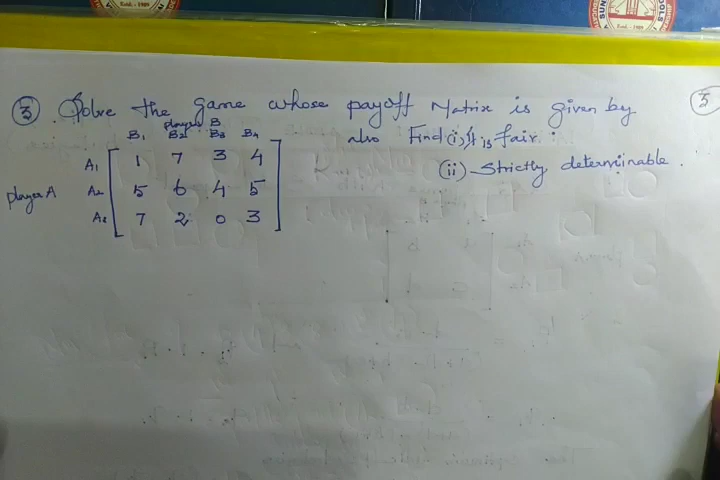 ③ Solve the game whose payoff Matrix is given by ⑤
player B
also Find (i) It is fair.
B1 B2 B3 B4
(ii) Strictly determinable.
A1 1 7 3 4
player A A2 5 6 4 5
A3 7 2 0 3